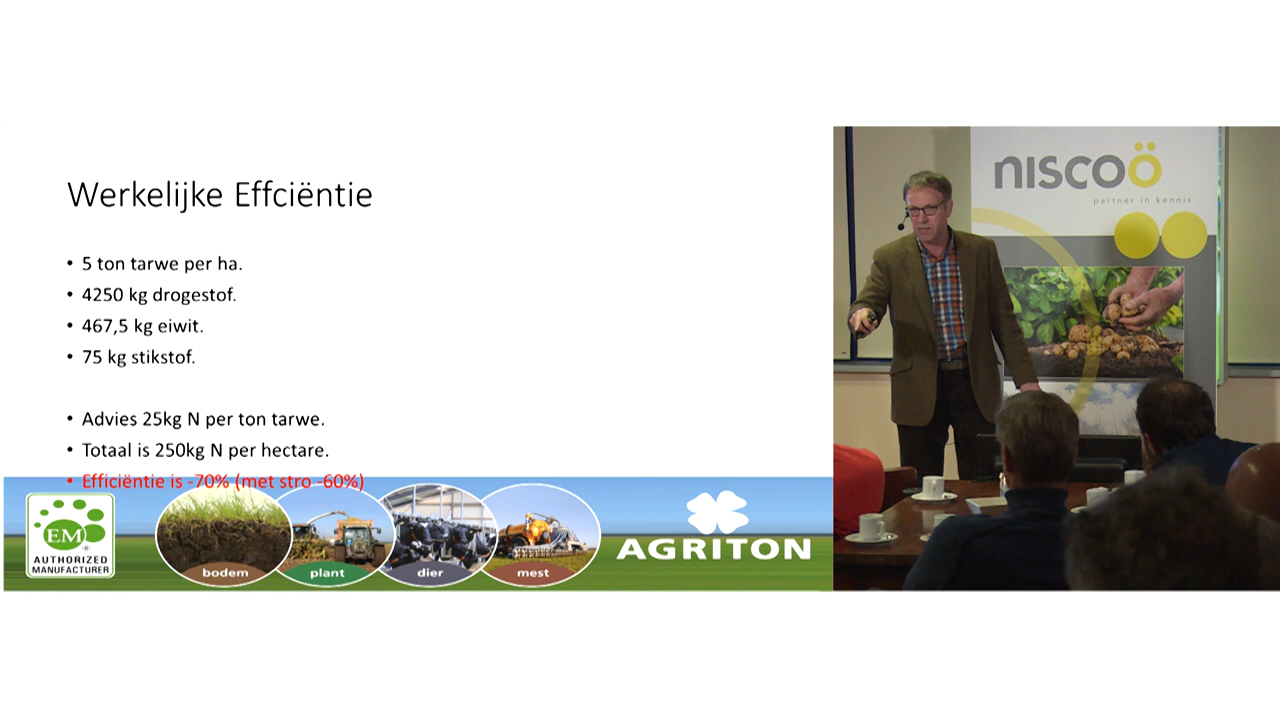 Werkelijke Effciëntie
• 5 ton tarwe per ha.
• 4250 kg drogestof.
• 467,5 kg eiwit.
• 75 kg stikstof.
• Advies 25kg N per ton tarwe.
• Totaal is 250kg N per hectare.
• Efficiëntie is -70% (met stro -60%)
EM®
AUTHORIZED
MANUFACTURER
bodem
plant
dier
mest
AGRITON
niscoö
partner in kennis